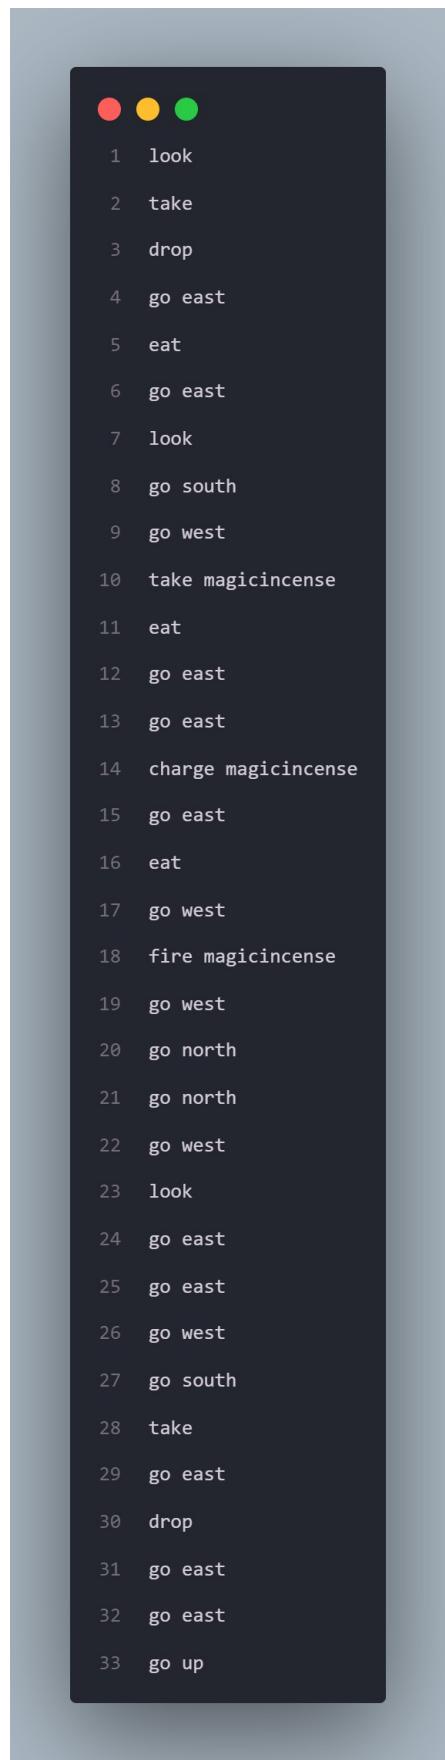 1 look
2 take
3 drop
4 go east
5 eat
6 go east
7 look
8 go south
9 go west
10 take magicincense
11 eat
12 go east
13 go east
14 charge magicincense
15 go east
16 eat
17 go west
18 fire magicincense
19 go west
20 go north
21 go north
22 go west
23 look
24 go east
25 go east
26 go west
27 go south
28 take
29 go east
30 drop
31 go east
32 go east
33 go up